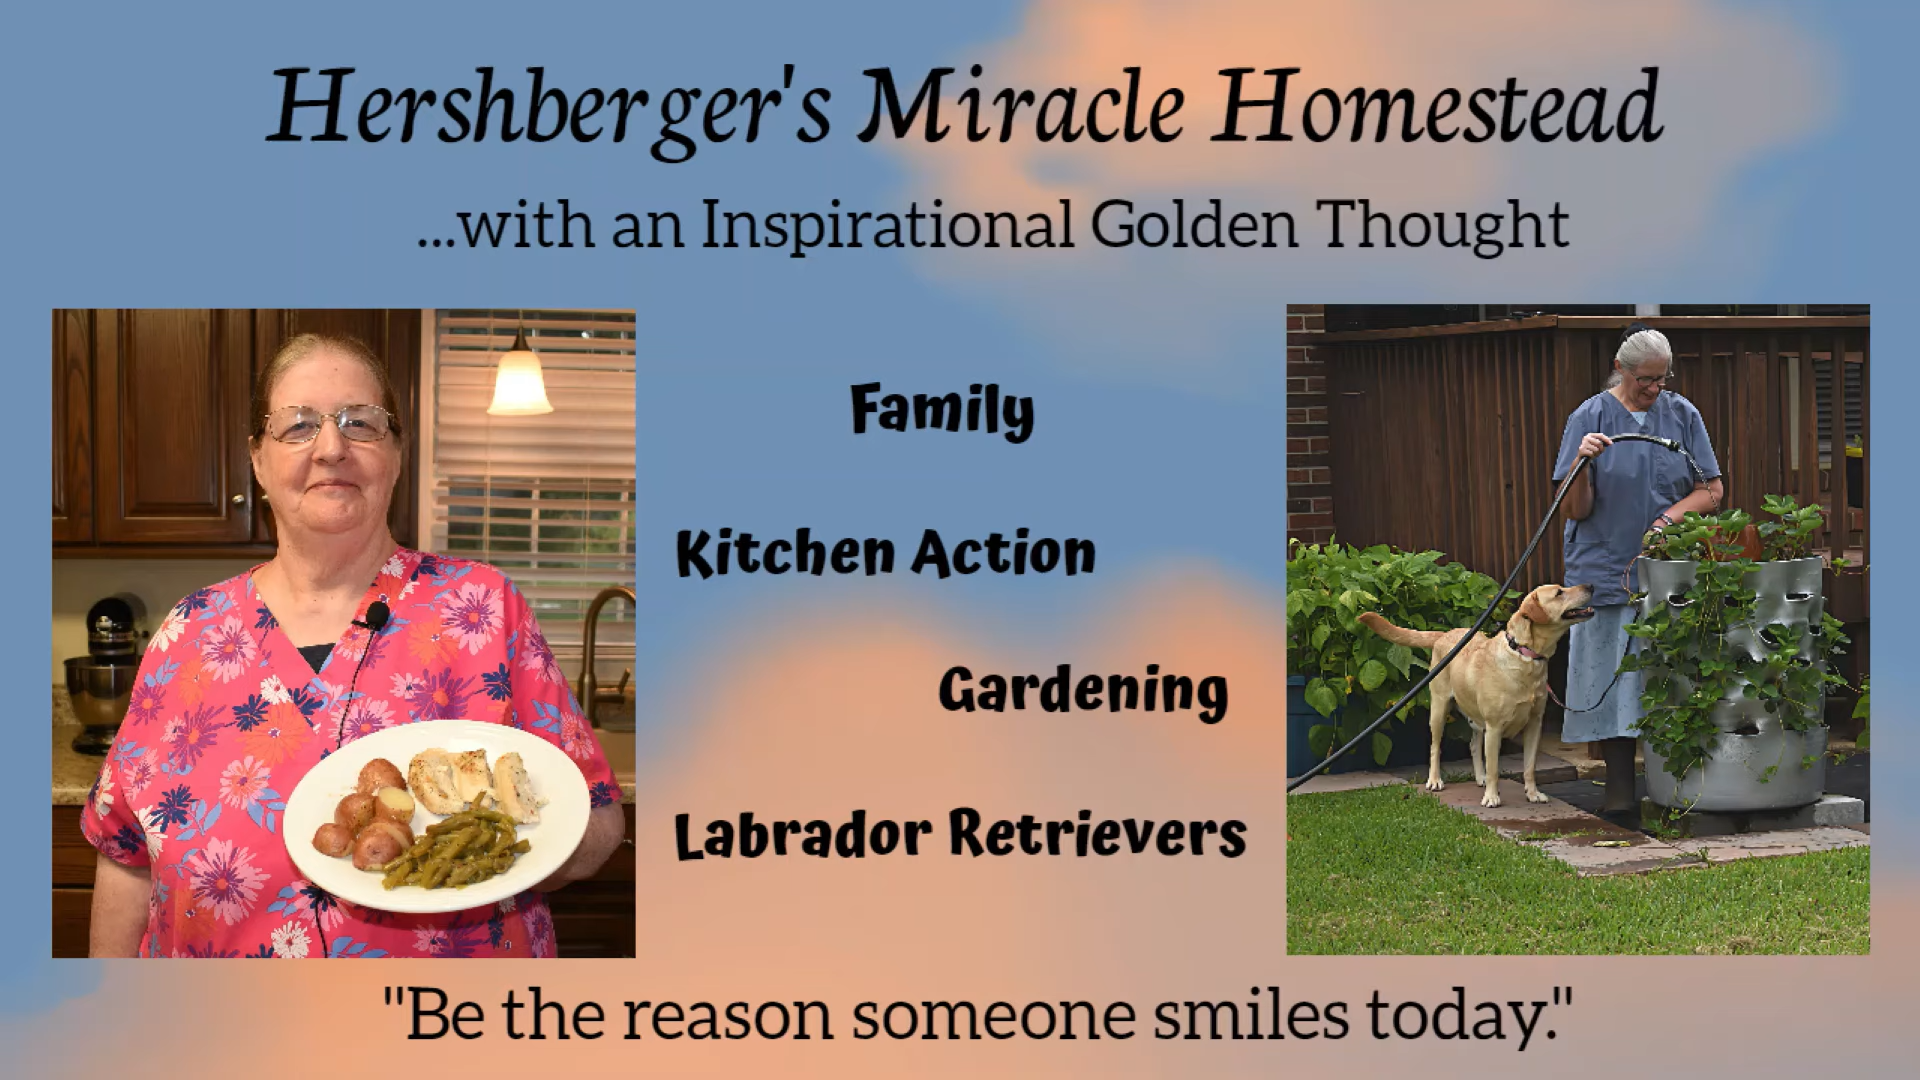 Hershberger's Miracle Homestead
...with an Inspirational Golden Thought
Family
Kitchen Action
Gardening
Labrador Retrievers
"Be the reason someone smiles today."